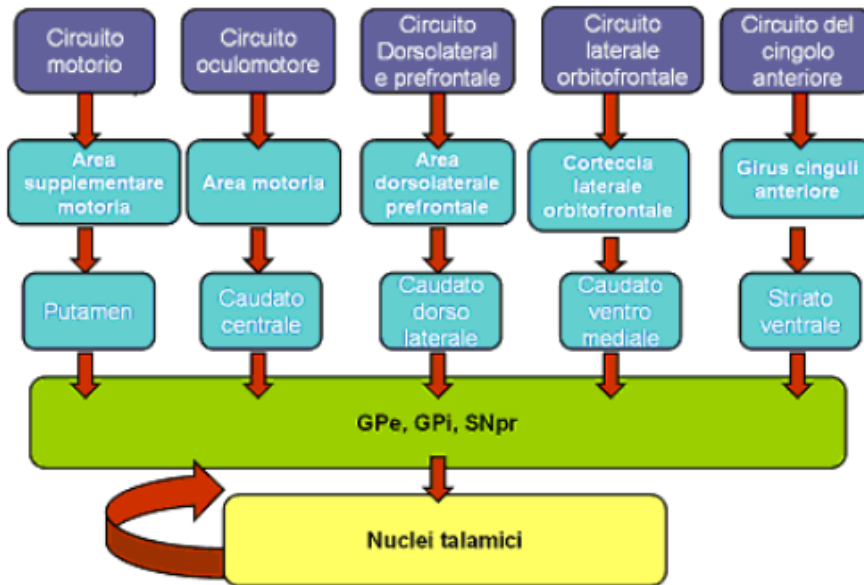 Circuito
motorio
Circuito
oculomotore
Circuito
Dorsolateral
e prefrontale
Circuito
laterale
orbitofrontale
Circuito del
cingolo
anteriore
Area
supplementare
motoria
Area motoria
Area
dorsolaterale
prefrontale
Corteccia
laterale
orbitofrontale
Girus cinguli
anteriore
Putamen
Caudato
centrale
Caudato
dorso
laterale
Caudato
ventro
mediale
Striato
ventrale
GPe, GPi, SNpr
Nuclei talamici